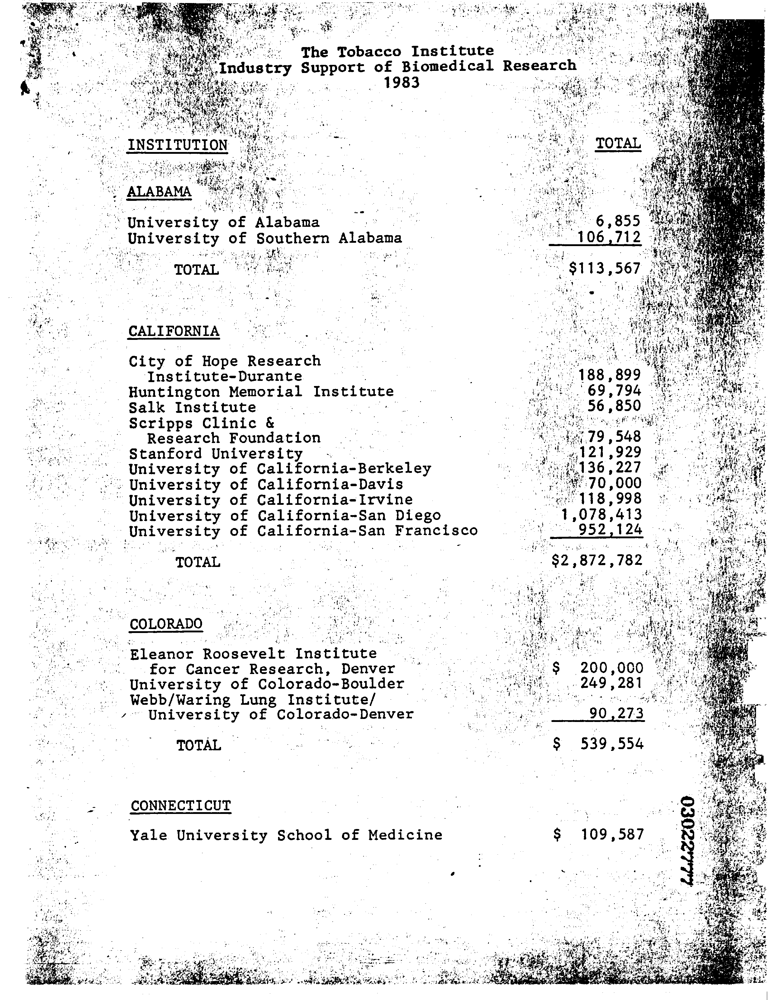 The Tobacco Institute
Industry Support of Biomedical Research
1983
INSTITUTION TOTAL
ALABAMA
University of Alabama 6,855
University of Southern Alabama 106,712
TOTAL $113,567
CALIFORNIA
City of Hope Research
Institute-Durante 188,899
Huntington Memorial Institute 69,794
Salk Institute 56,850
Scripps Clinic &
Research Foundation 79,548
Stanford University 121,929
University of California-Berkeley 136,227
University of California-Davis 70,000
University of California-Irvine 118,998
University of California-San Diego 1,078,413
University of California-San Francisco 952,124
TOTAL $2,872,782
COLORADO
Eleanor Roosevelt Institute
for Cancer Research, Denver $ 200,000
University of Colorado-Boulder 249,281
Webb/Waring Lung Institute/
University of Colorado-Denver 90,273
TOTAL $ 539,554
CONNECTICUT
Yale University School of Medicine $ 109,587
03022777